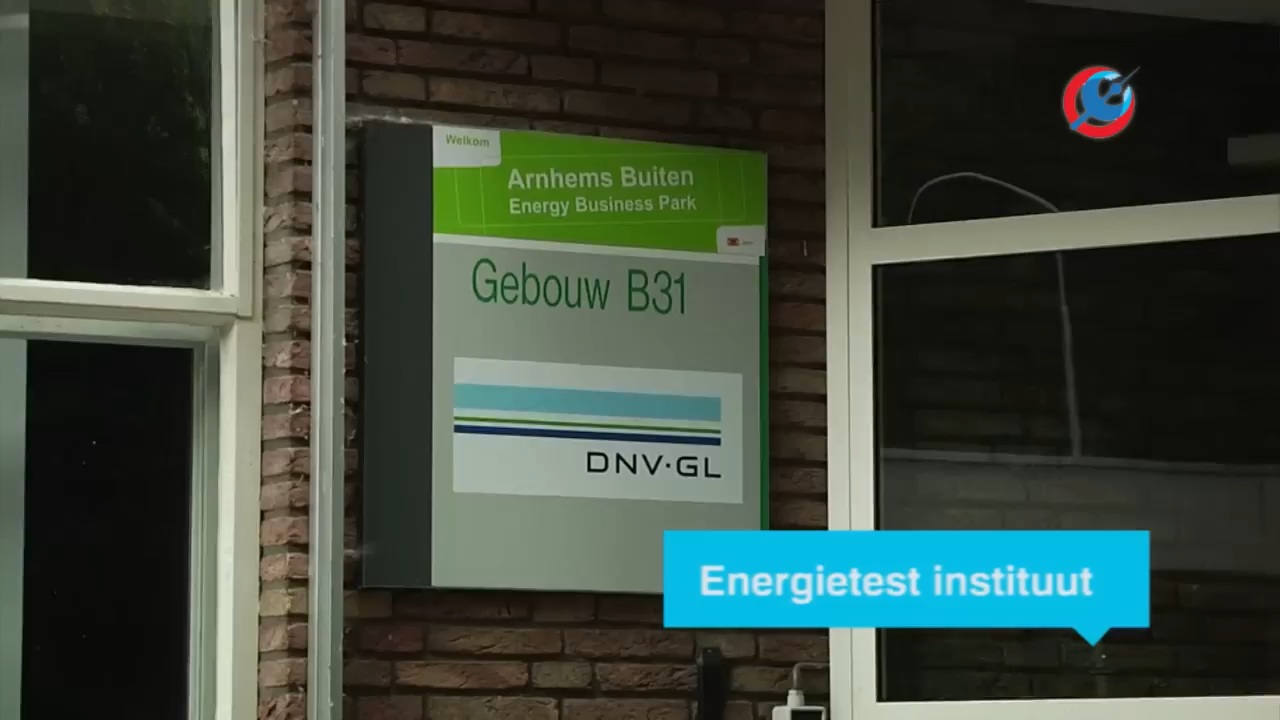 Welkom
Arnhems Buiten
Energy Business Park
Gebouw B31
DNV·GL
Energietest instituut